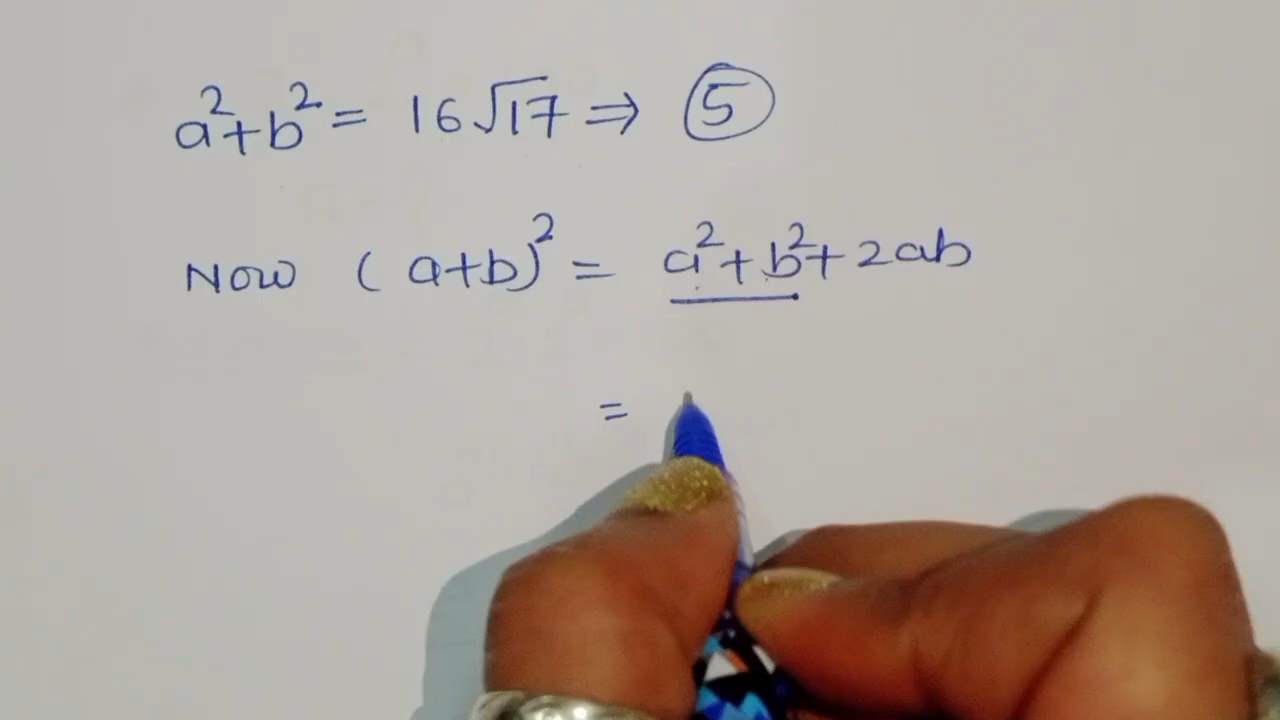 a²+b² = 16√17 ⇒ ⑤
Now (a+b)² = a²+b²+2ab
=